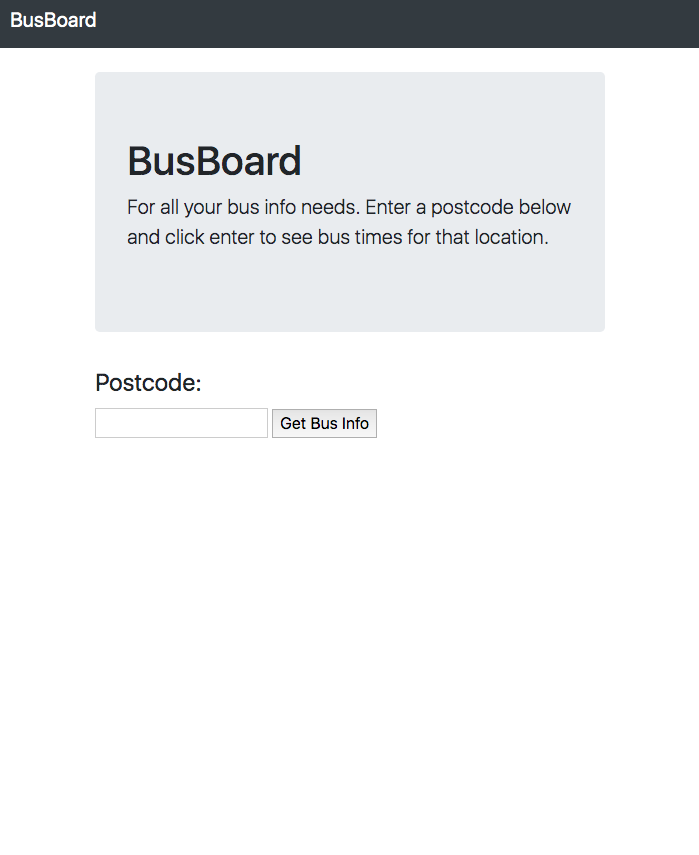 BusBoard
BusBoard
For all your bus info needs. Enter a postcode below
and click enter to see bus times for that location.
Postcode:
Get Bus Info